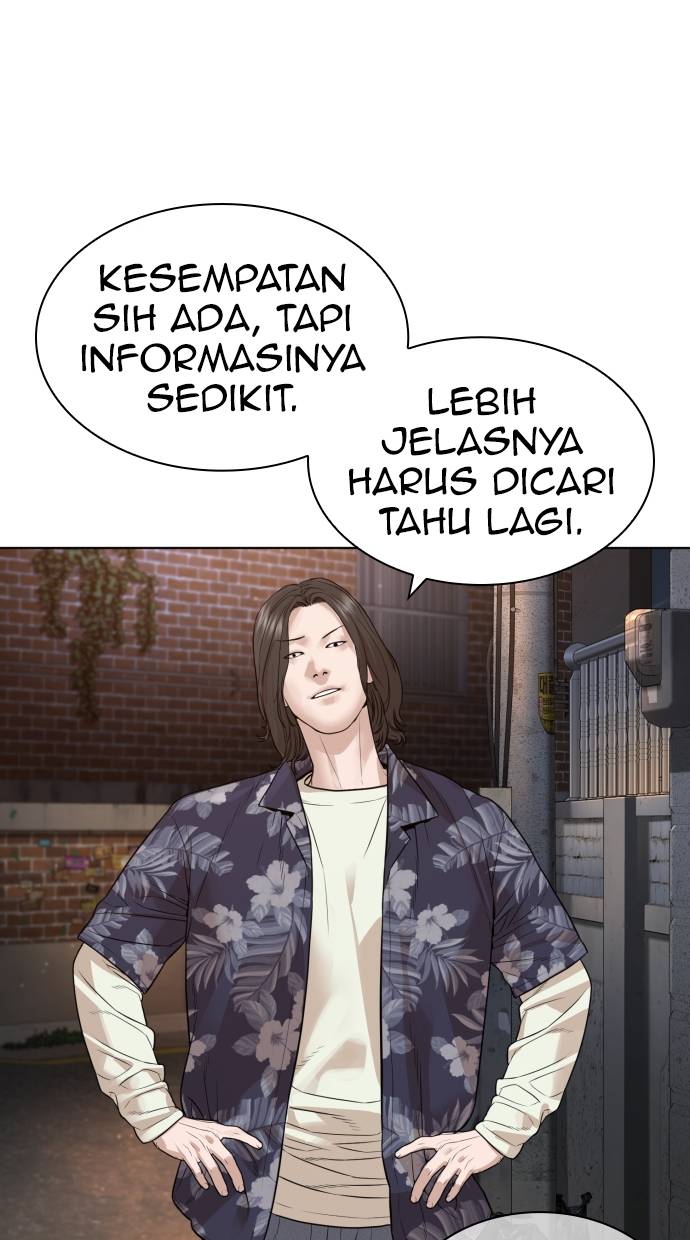 KESEMPATAN
SIH ADA, TAPI
INFORMASINYA
SEDIKIT.
LEBIH
JELASNYA
HARUS DICARI
TAHU LAGI.